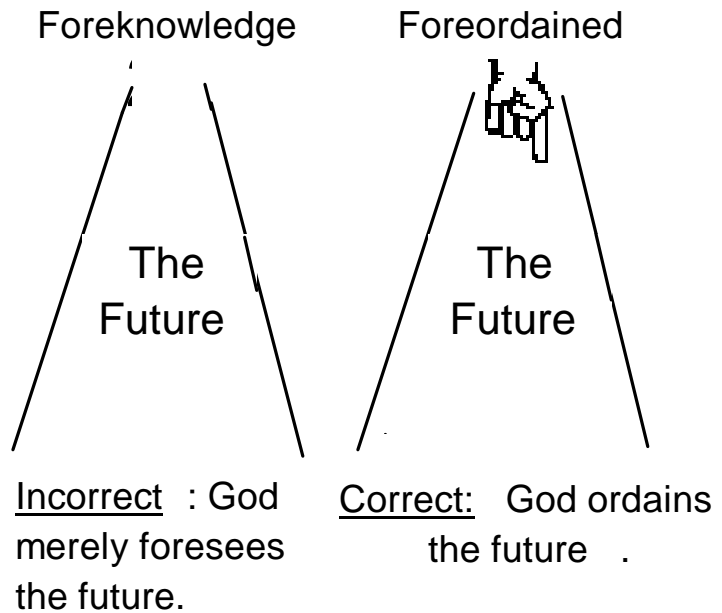 Foreknowledge
The
Future
Incorrect : God
merely foresees
the future.
Foreordained
The
Future
Correct: God ordains
the future .